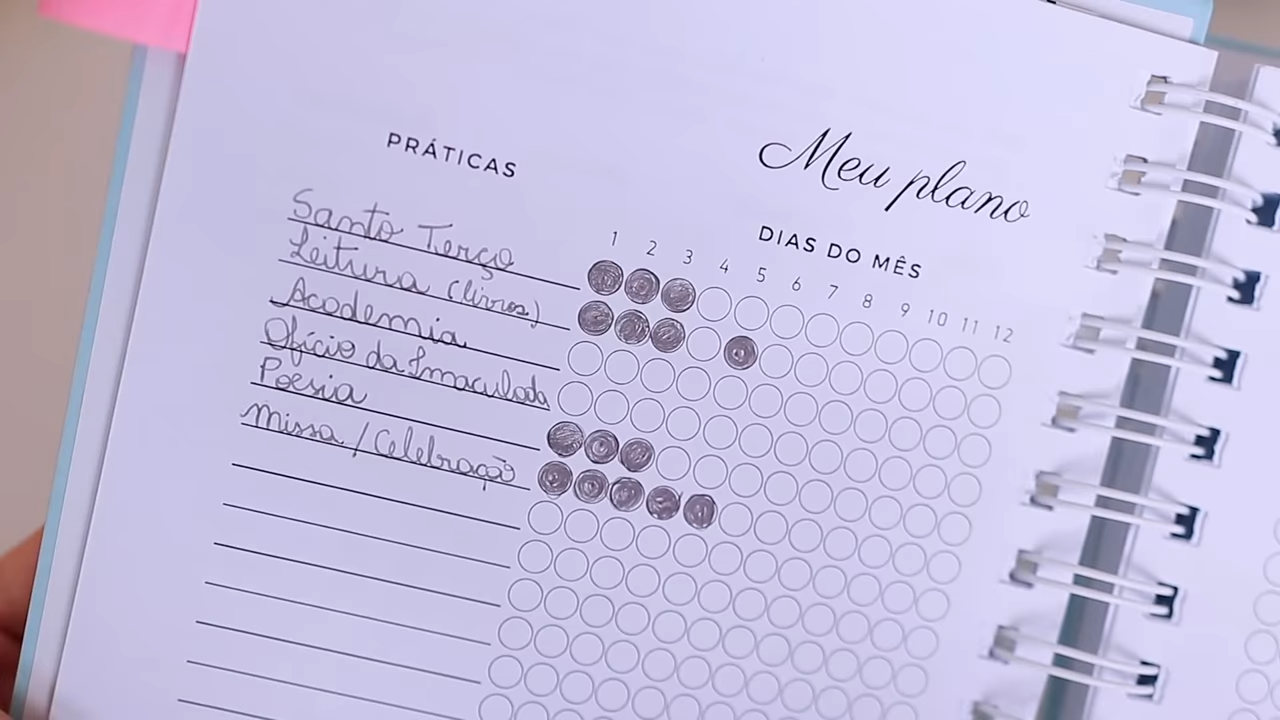 Meu plano
PRÁTICAS
DIAS DO MÊS
1 2 3 4 5 6 7 8 9 10 11 12
Santo Terço
Leitura (livros)
Academia
Ofício da Imaculada
Poesia
Missa / Celebração